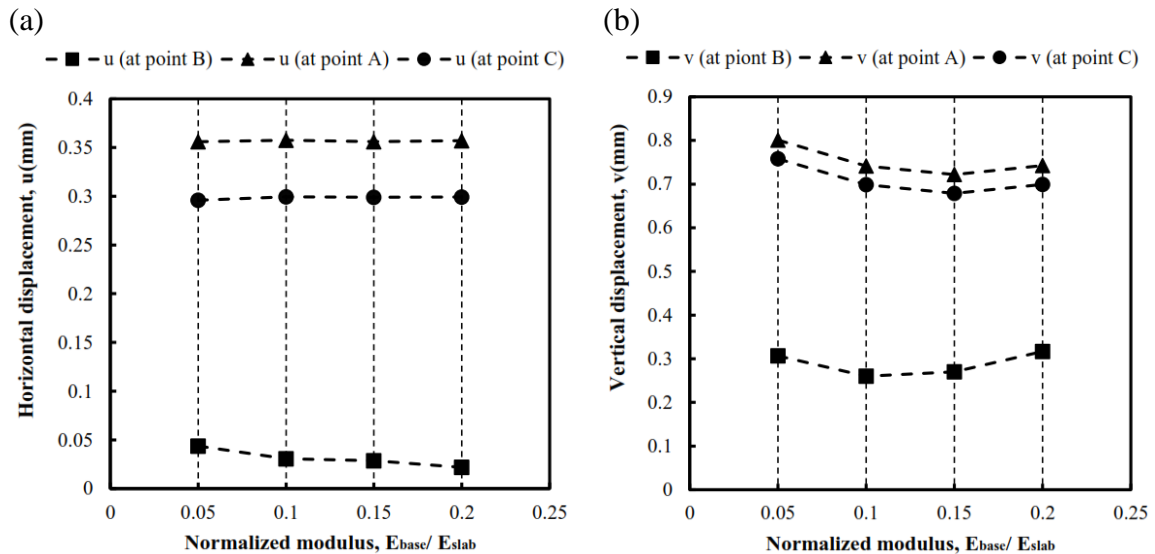 (a)
u (at point B) u (at point A) u (at point C)
0.4
0.35
0.3
0.25
0.2
0.15
0.1
0.05
0
0 0.05 0.1 0.15 0.2 0.25
Horizontal displacement, u(mm)
Normalized modulus, Ebase/ Eslab
(b)
v (at piont B) v (at point A) v (at point C)
0.9
0.8
0.7
0.6
0.5
0.4
0.3
0.2
0.1
0
0 0.05 0.1 0.15 0.2 0.25
Vertical displacement, v(mm)
Normalized modulus, Ebase/ Eslab